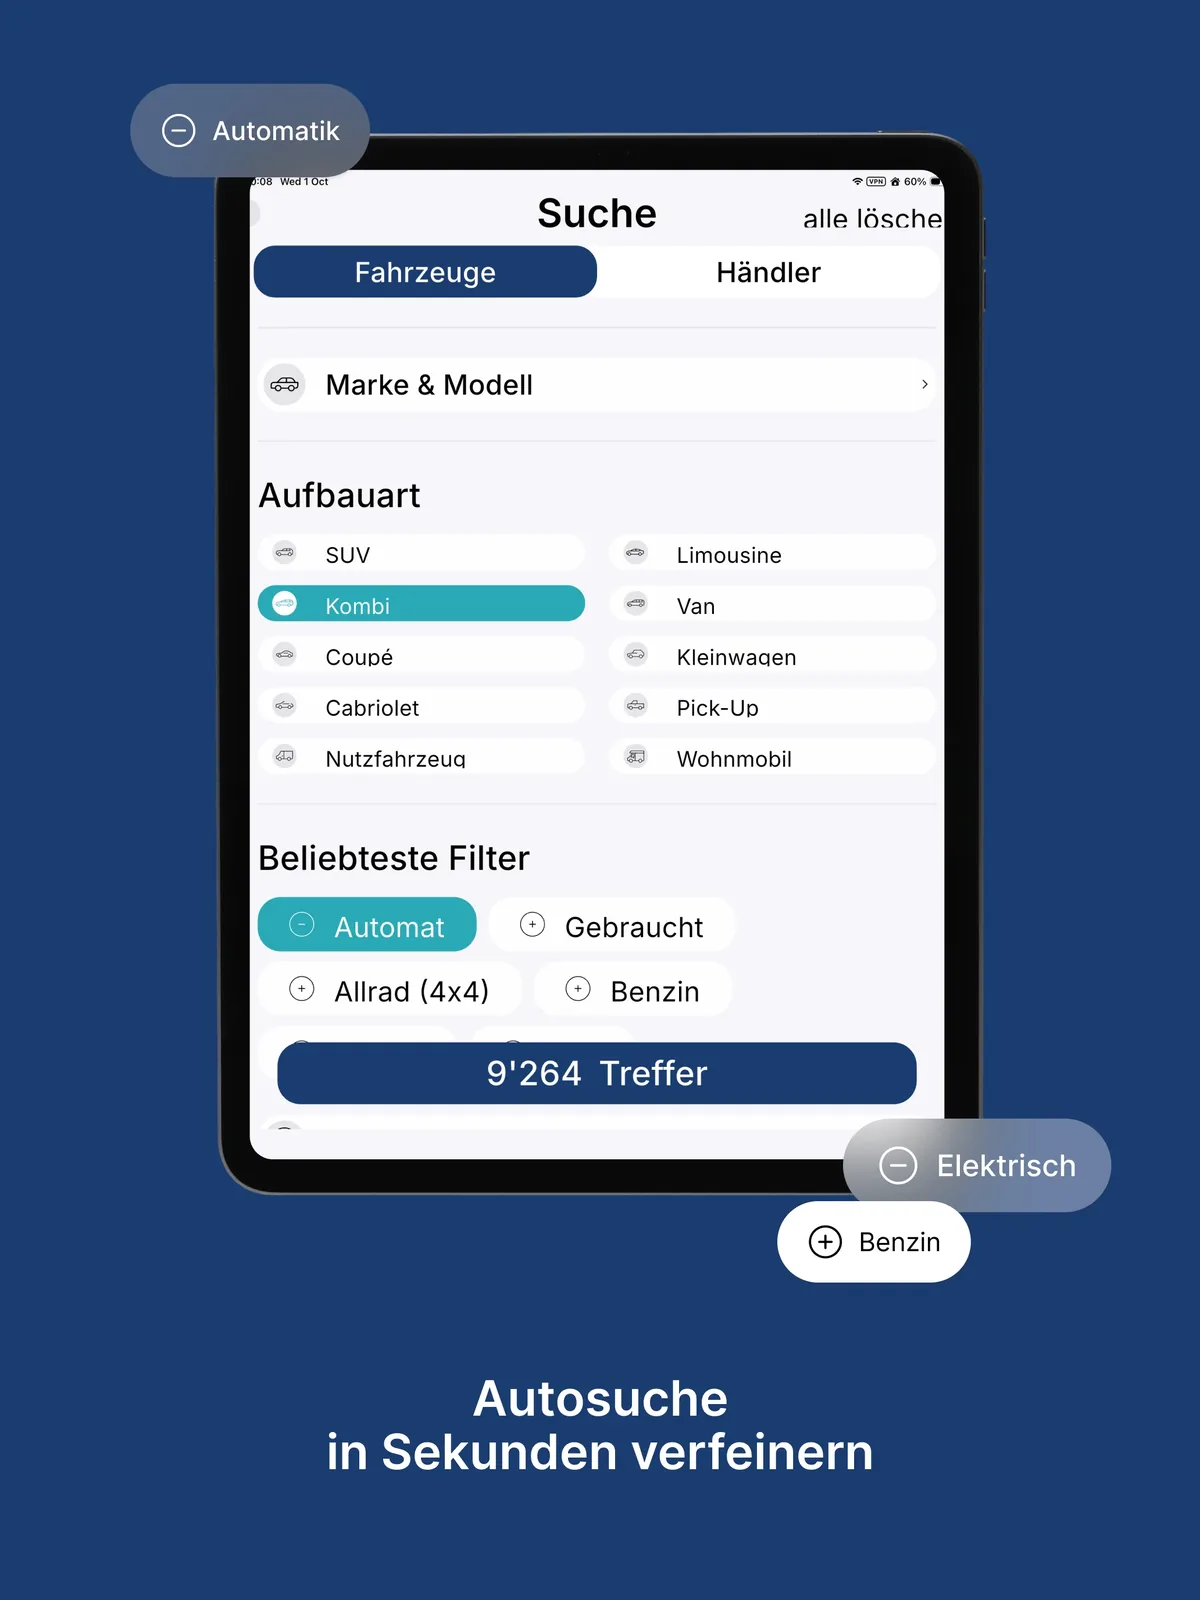 Automatik
0:08 Wed 1 Oct
VPN 60%
Suche
alle lösche
Fahrzeuge
Händler
Marke & Modell
Aufbauart
SUV
Limousine
Kombi
Van
Coupé
Kleinwagen
Cabriolet
Pick-Up
Nutzfahrzeug
Wohnmobil
Beliebteste Filter
Automat
Gebraucht
Allrad (4x4)
Benzin
9'264 Treffer
Elektrisch
Benzin
Autosuche
in Sekunden verfeinern